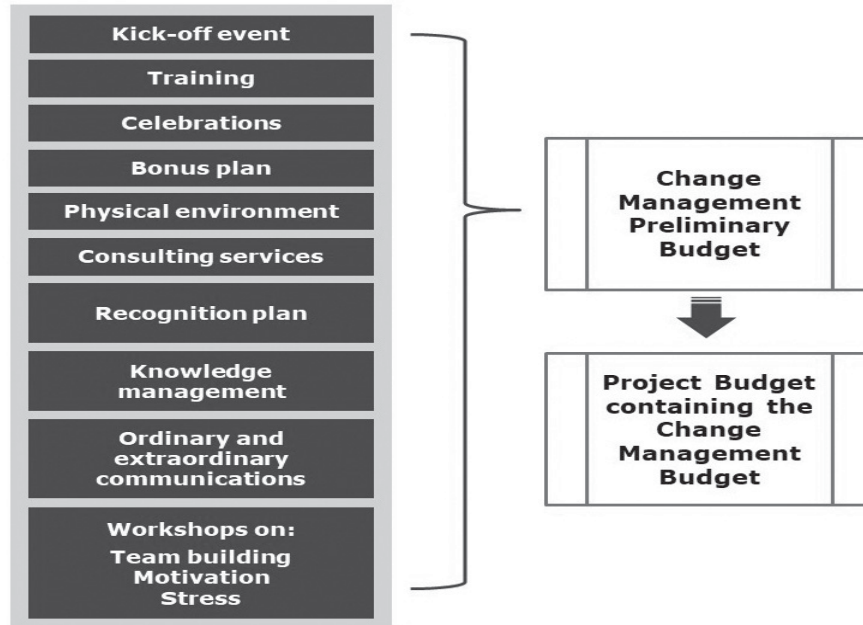 Kick-off event
Training
Celebrations
Bonus plan
Physical environment
Consulting services
Recognition plan
Knowledge
management
Ordinary and
extraordinary
communications
Workshops on:
Team building
Motivation
Stress
Change
Management
Preliminary
Budget
Project Budget
containing the
Change
Management
Budget